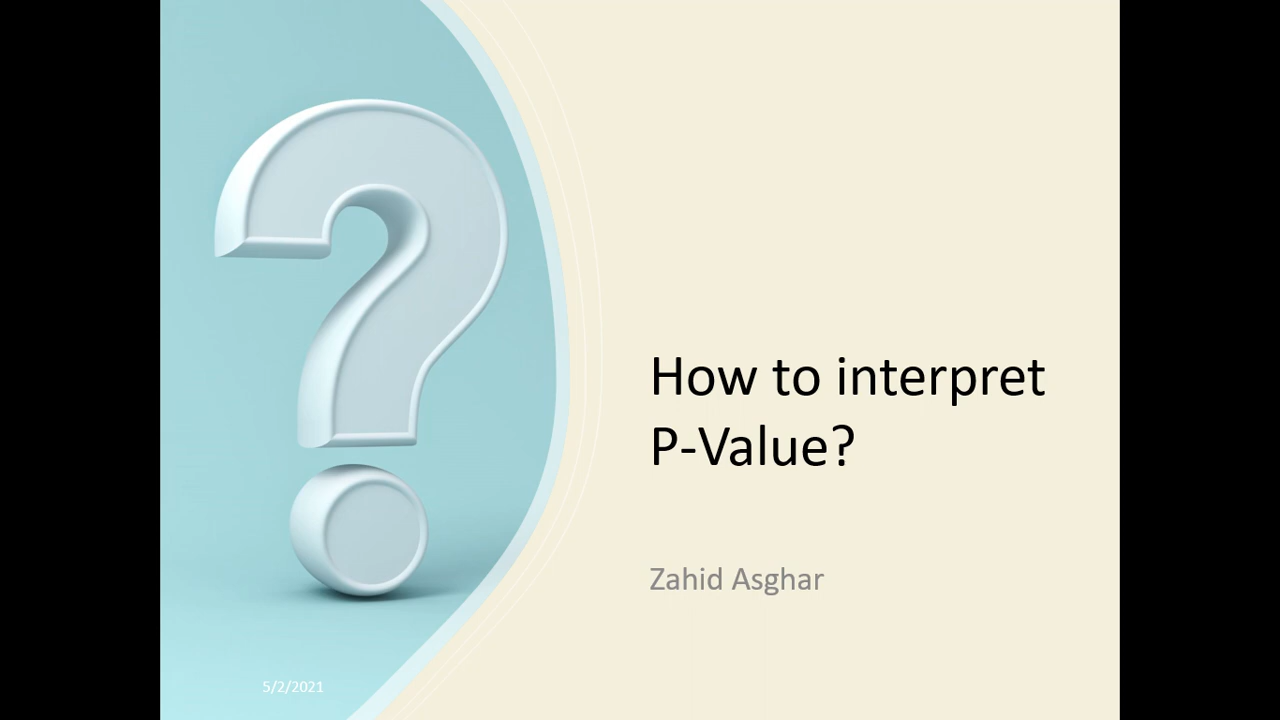 How to interpret
P-Value?
Zahid Asghar
5/2/2021